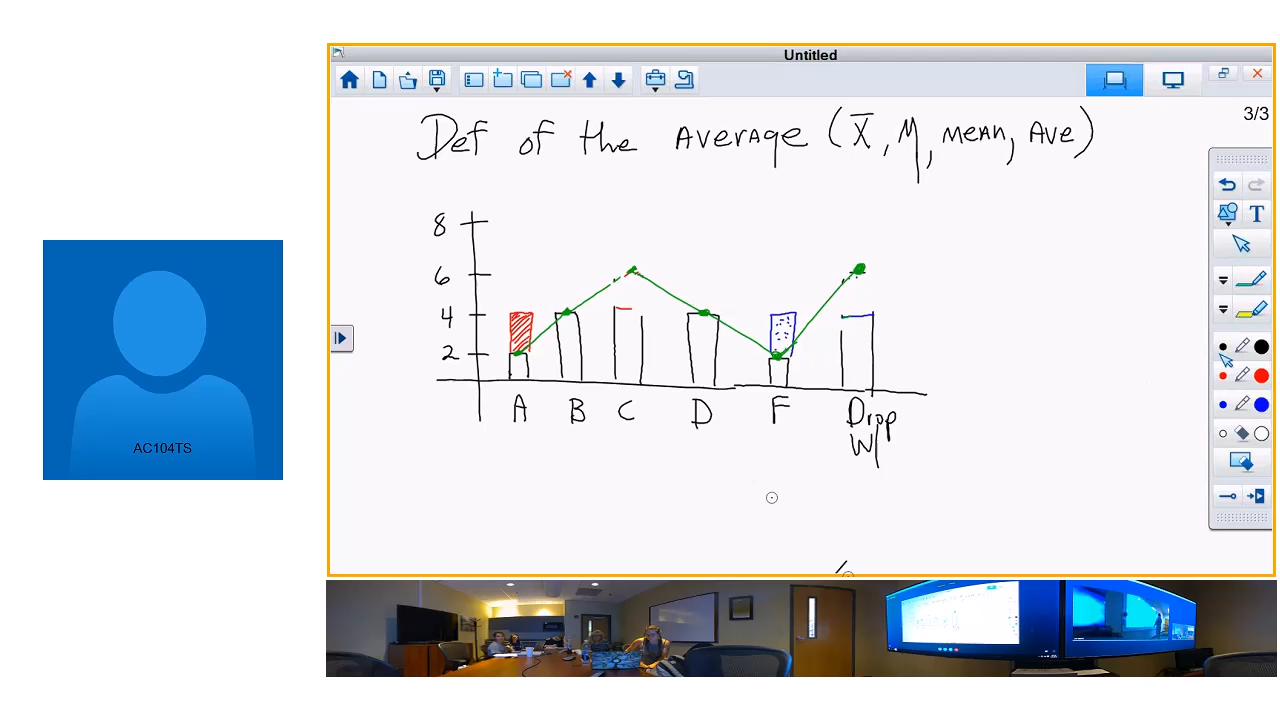 Untitled
3/3
Def of the Average (X̅, M, mean, Ave)
8
6
4
2
A B C D F Drop
W
T
AC104TS